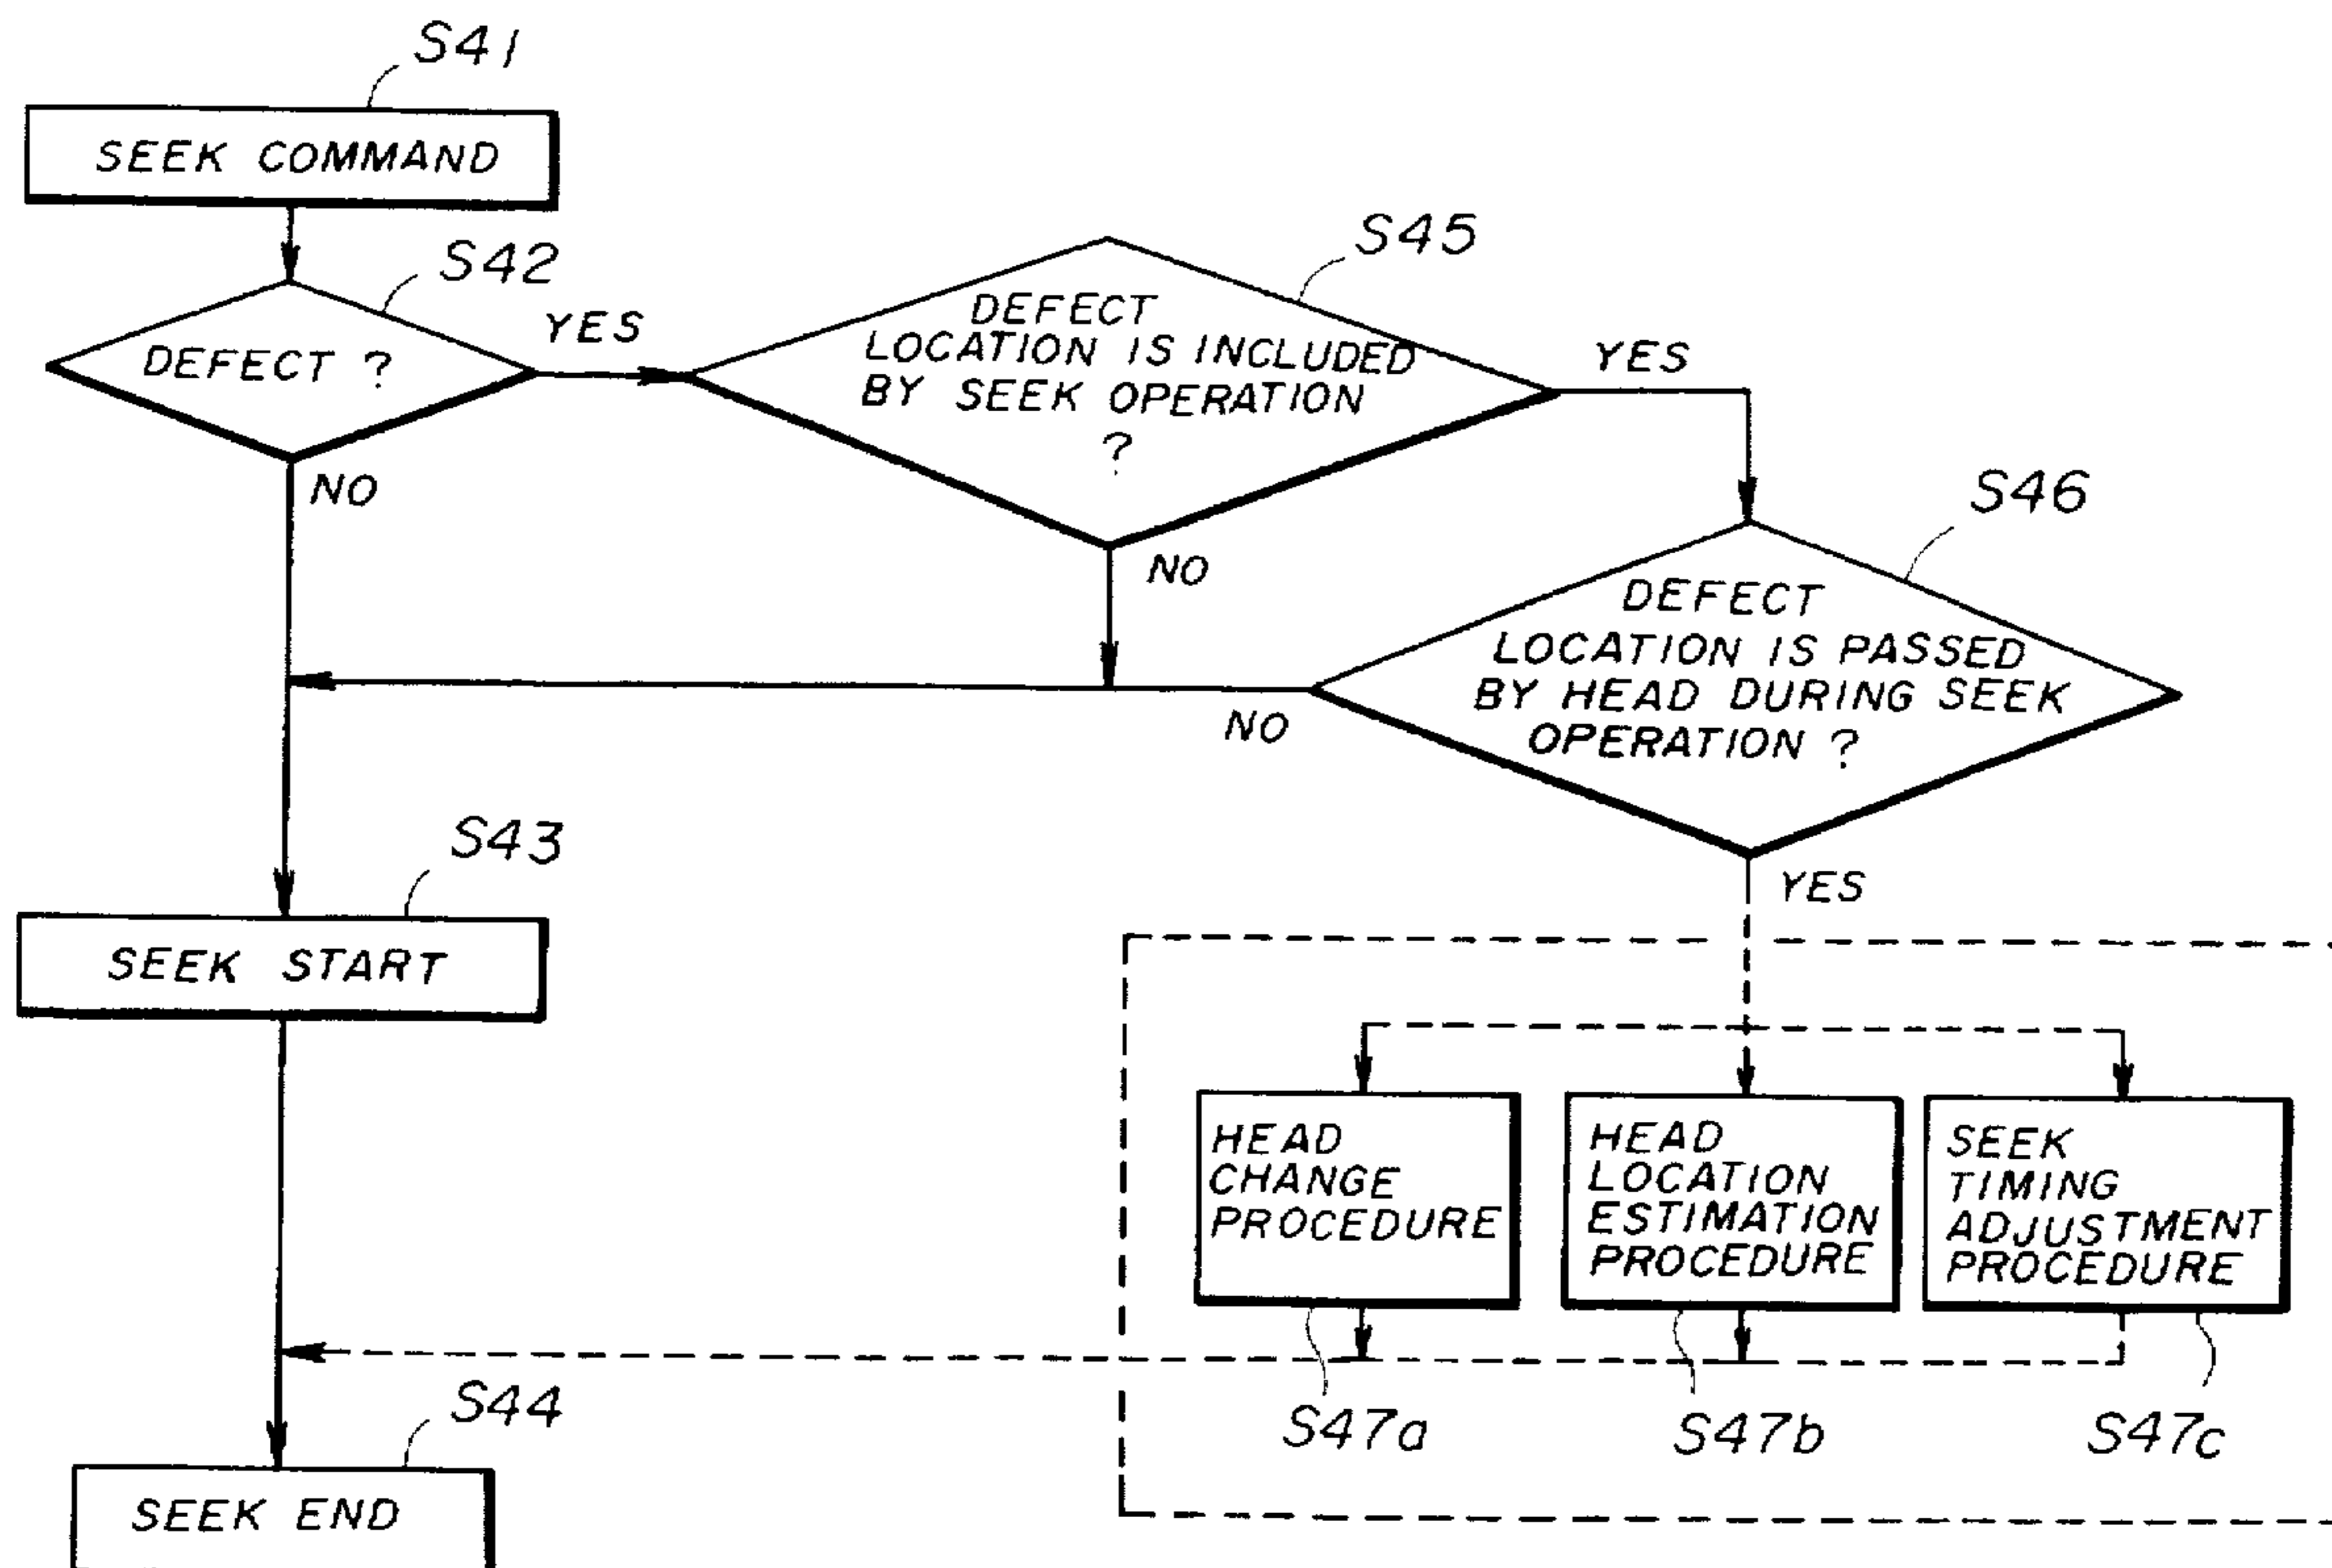 S41
SEEK COMMAND
S42
DEFECT ?
YES
NO
S45
DEFECT
LOCATION IS INCLUDED
BY SEEK OPERATION
?
YES
NO
S46
DEFECT
LOCATION IS PASSED
BY HEAD DURING SEEK
OPERATION ?
NO
YES
S43
SEEK START
HEAD
CHANGE
PROCEDURE
HEAD
LOCATION
ESTIMATION
PROCEDURE
SEEK
TIMING
ADJUSTMENT
PROCEDURE
S47a
S47b
S47c
S44
SEEK END